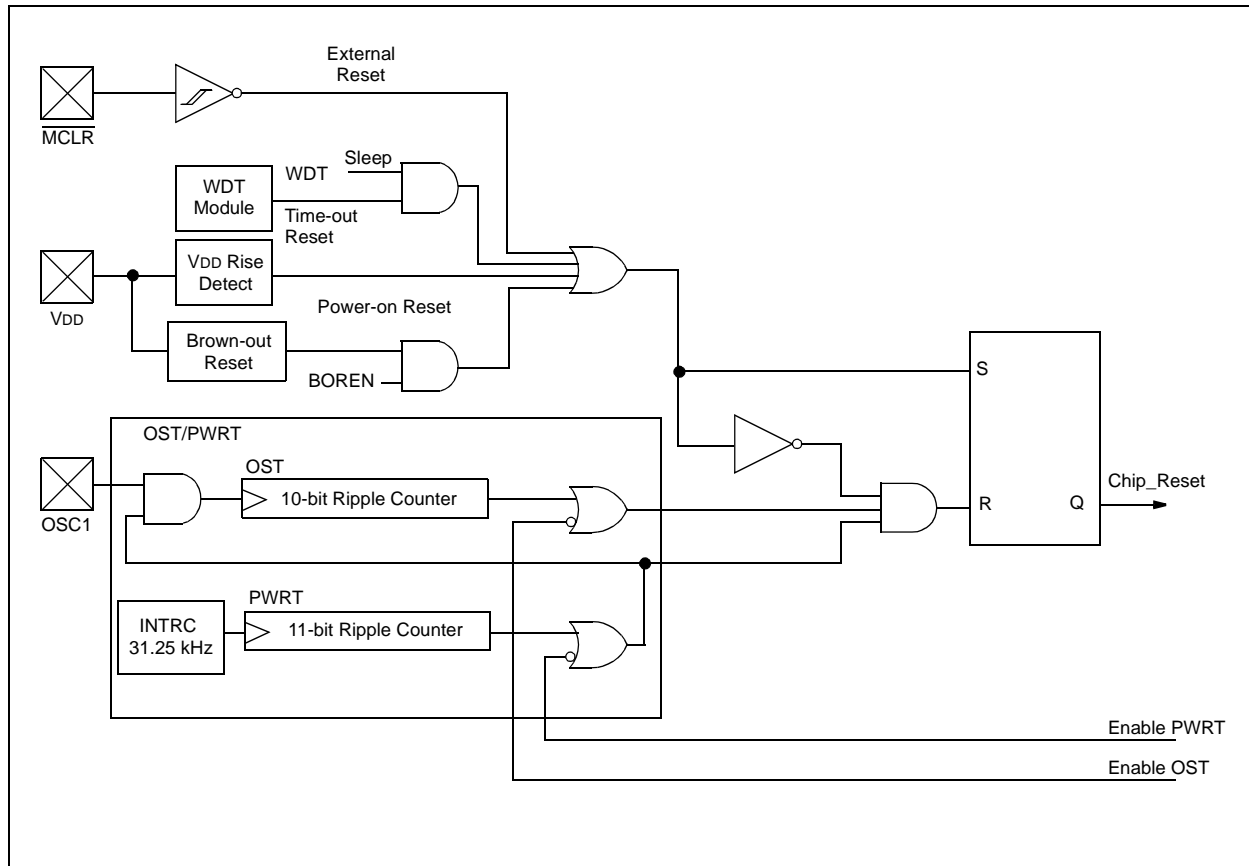 External
Reset
MCLR
Sleep
WDT
WDT
Module
Time-out
Reset
VDD Rise
Detect
VDD
Power-on Reset
Brown-out
Reset
BOREN
S
OST/PWRT
OST
10-bit Ripple Counter
OSC1
Chip_Reset
R
Q
PWRT
INTRC
31.25 kHz
11-bit Ripple Counter
Enable PWRT
Enable OST